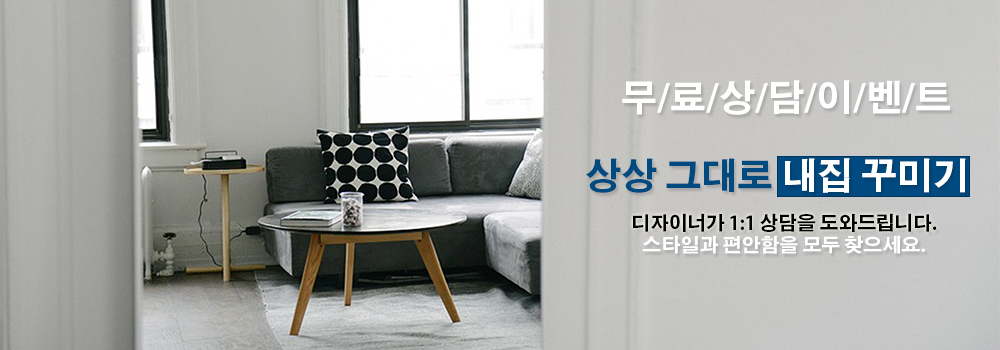 무/료/상/담/이/벤/트
상상 그대로 내집 꾸미기
디자이너가 1:1 상담을 도와드립니다.
스타일과 편안함을 모두 찾으세요.